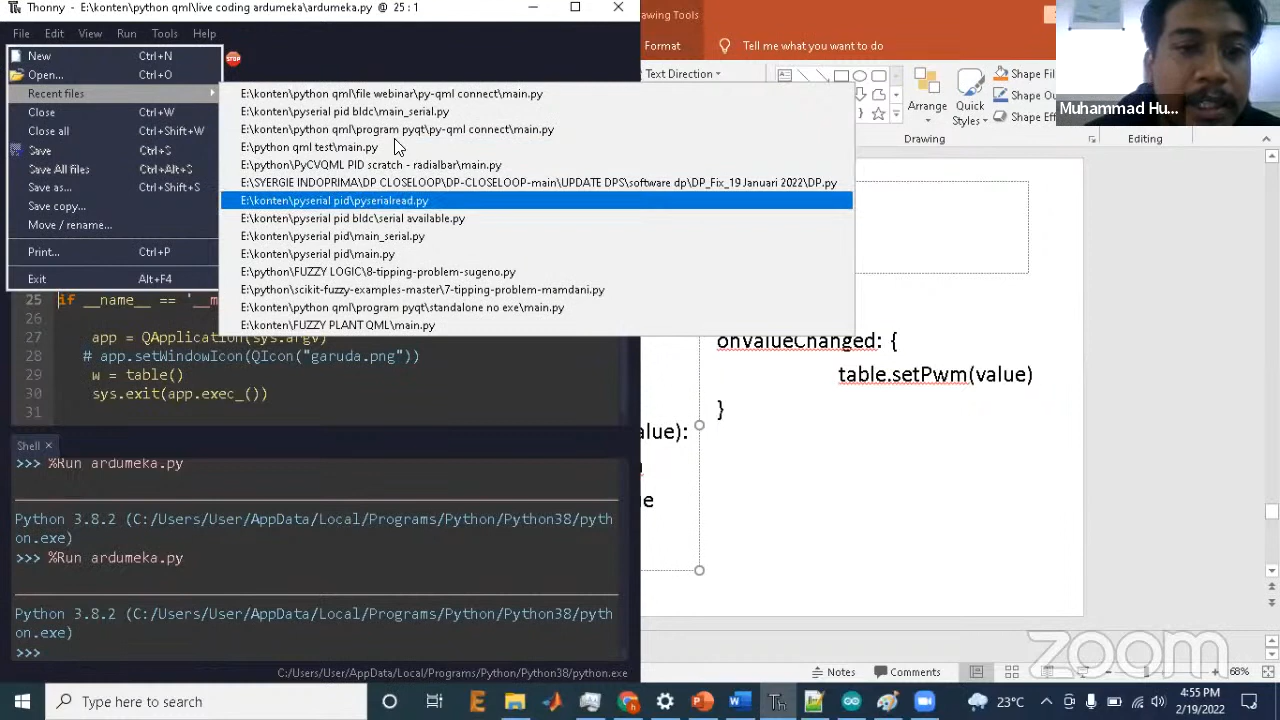 Thonny - E:\konten\python qml\live coding ardumeka\ardumeka.py @ 25 : 1
File Edit View Run Tools Help
New Ctrl+N
Open... Ctrl+O
Recent files
Close Ctrl+W
Close all Ctrl+Shift+W
Save Ctrl+S
Save All files Ctrl+Alt+S
Save as... Ctrl+Shift+S
Save copy...
Move / rename...
Print... Ctrl+P
Exit Alt+F4
STOP
E:\konten\python qml\file webinar\py-qml connect\main.py
E:\konten\pyserial pid bldc\main_serial.py
E:\konten\python qml\program pyqt\py-qml connect\main.py
E:\python qml test\main.py
E:\python\PyCVQML PID scratch - radialbar\main.py
E:\SYERGIE INDOPRIMA\DP CLOSELOOP\DP-CLOSELOOP-main\UPDATE DPS\software dp\DP_Fix_19 Januari 2022\DP.py
E:\konten\pyserial pid\pyserialread.py
E:\konten\pyserial pid bldc\serial available.py
E:\konten\pyserial pid\main_serial.py
E:\konten\pyserial pid\main.py
E:\python\FUZZY LOGIC\8-tipping-problem-sugeno.py
E:\python\scikit-fuzzy-examples-master\7-tipping-problem-mamdani.py
E:\konten\python qml\program pyqt\standalone no exe\main.py
E:\konten\FUZZY PLANT QML\main.py
25 if __name__ == '__m
26
27 app = QApplication(sys.argv)
28 # app.setWindowIcon(QIcon("garuda.png"))
29 w = table()
30 sys.exit(app.exec_())
31
Shell
>>> %Run ardumeka.py
Python 3.8.2 (C:/Users/User/AppData/Local/Programs/Python/Python38/pyth
on.exe)
>>> %Run ardumeka.py
Python 3.8.2 (C:/Users/User/AppData/Local/Programs/Python/Python38/pyth
on.exe)
>>>
C:/Users/User/AppData/Local/Programs/Python/Python38/python.exe
awing Tools
Format Tell me what you want to do
Text Direction
Arrange
Quick
Styles
Shape Fil
Shape Ou
Shape Eff
Drawing
Editing
Muhammad Hu...
onValueChanged: {
table.setPwm(value)
}
alue):
ue
zoom
Notes Comments 68%
Type here to search
23°C
4:55 PM
2/19/2022